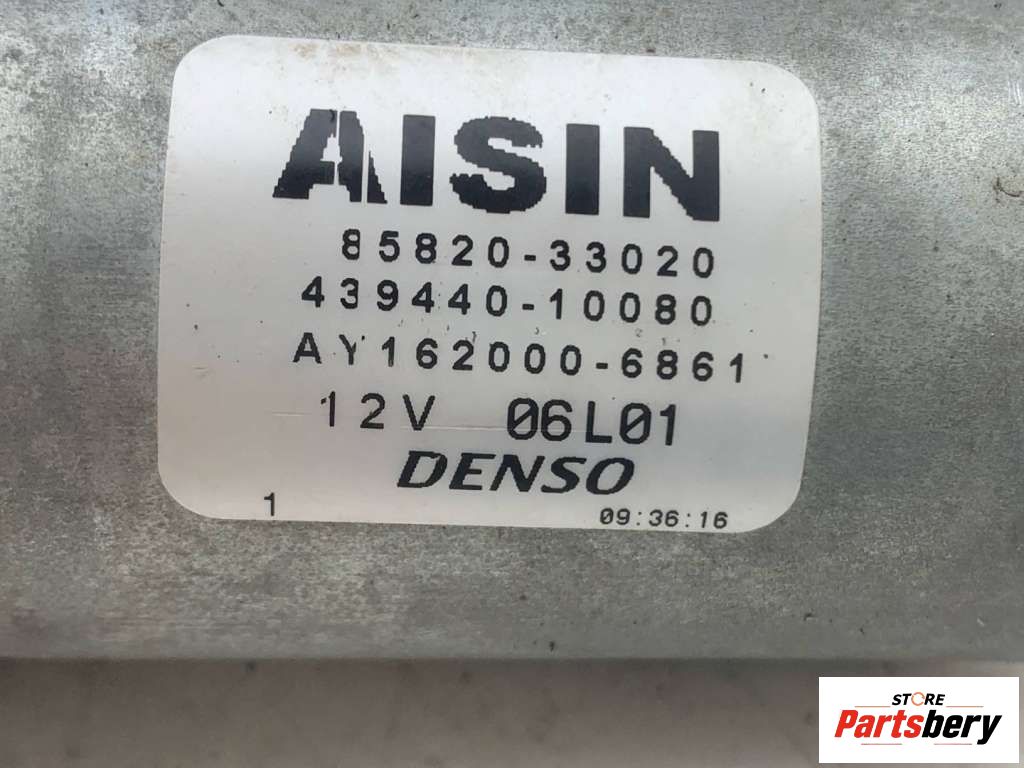 AISIN
85820-33020
439440-10080
AY162000-6861
12V 06L01
DENSO
1 09:36:16
STORE
Partsbery